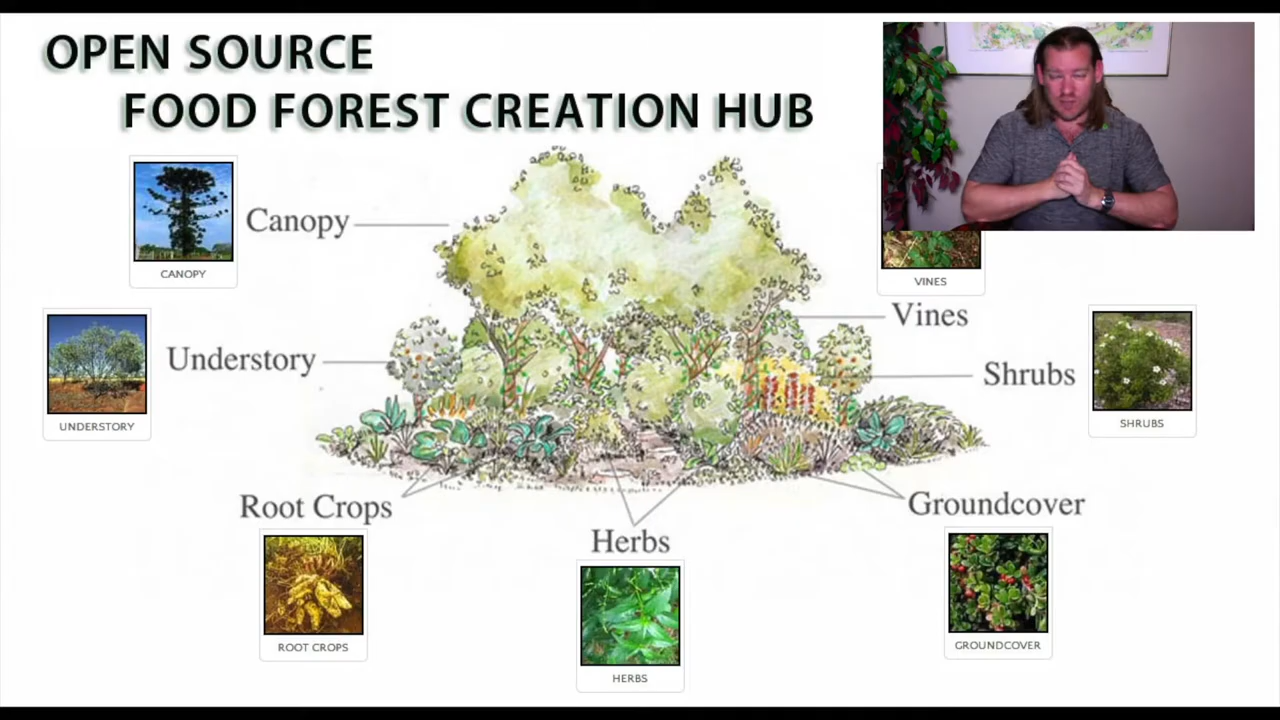 OPEN SOURCE
FOOD FOREST CREATION HUB
Canopy
CANOPY
VINES
Vines
Understory
UNDERSTORY
Shrubs
SHRUBS
Root Crops
ROOT CROPS
Herbs
HERBS
Groundcover
GROUNDCOVER